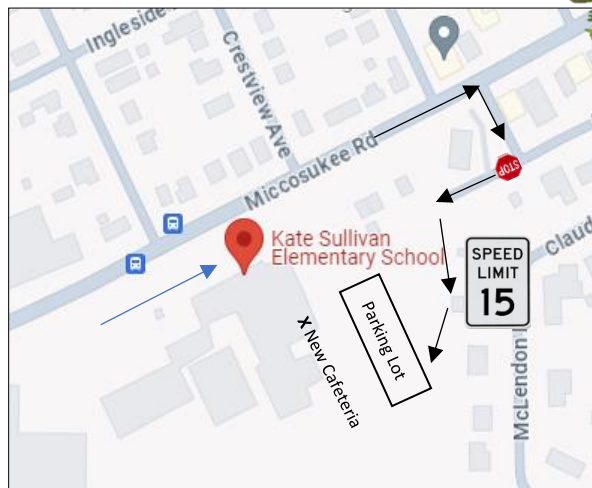 Ingleside
Crestview Ave
Miccosukee Rd
STOP
Kate Sullivan
Elementary School
SPEED
LIMIT
15
Claud
Parking Lot
X New Cafeteria
McLendon